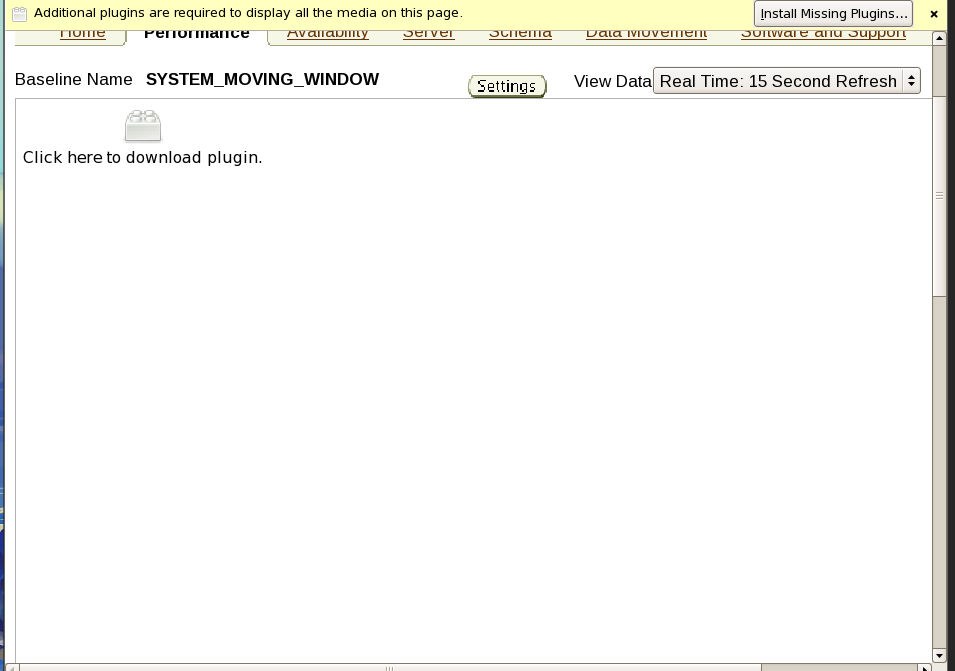 Additional plugins are required to display all the media on this page. Install Missing Plugins...
Home Performance Availability Server Schema Data Movement Software and Support
Baseline Name SYSTEM_MOVING_WINDOW Settings View Data Real Time: 15 Second Refresh
Click here to download plugin.